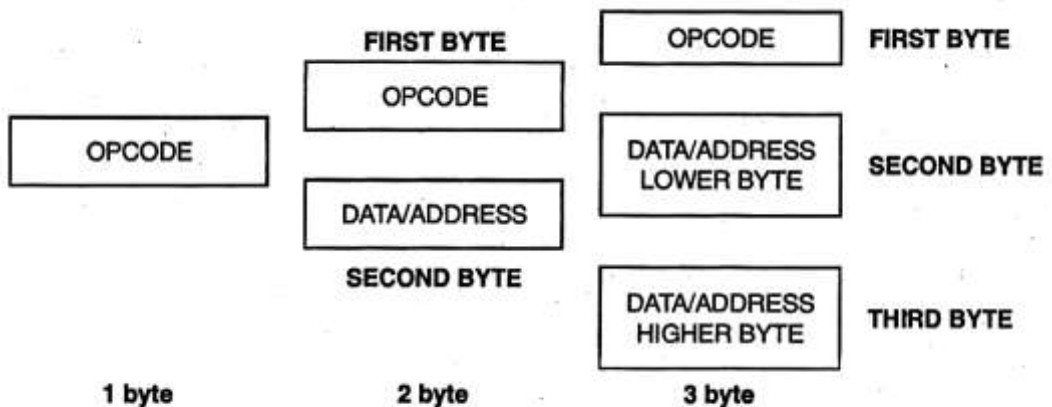 OPCODE
1 byte
FIRST BYTE
OPCODE
DATA/ADDRESS
SECOND BYTE
2 byte
OPCODE
FIRST BYTE
DATA/ADDRESS
LOWER BYTE
SECOND BYTE
DATA/ADDRESS
HIGHER BYTE
THIRD BYTE
3 byte